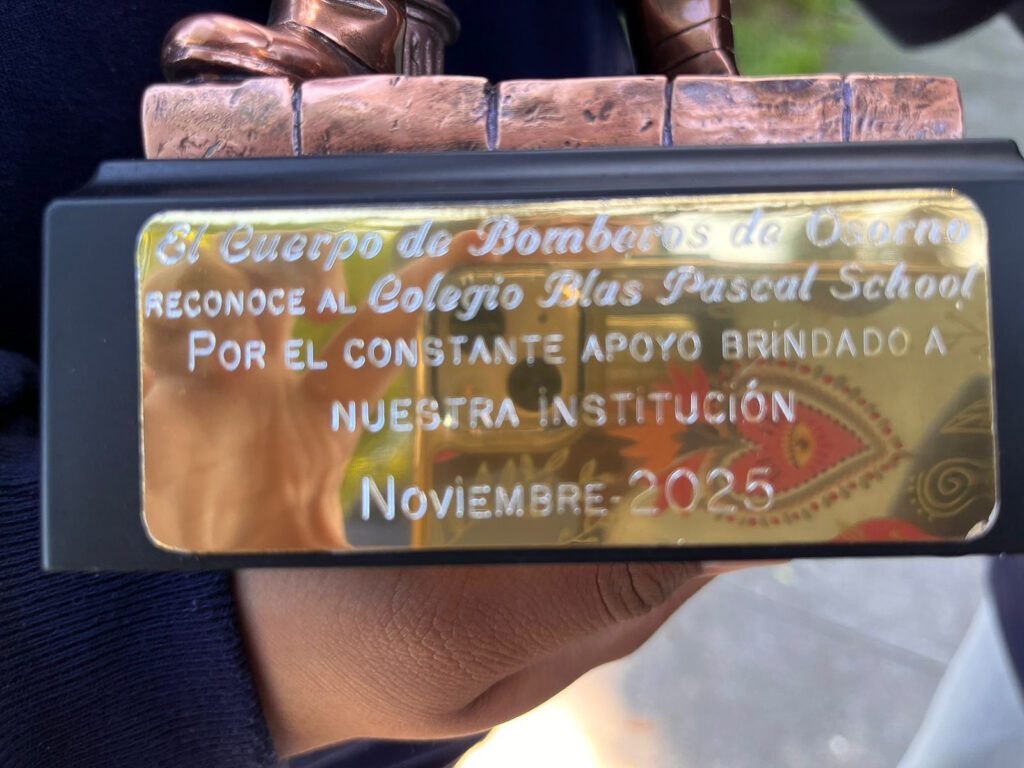 El Cuerpo de Bomberos de Osorno
RECONOCE AL Colegio Blas Pascal School
POR EL CONSTANTE APOYO BRINDADO A
NUESTRA INSTITUCIÓN
NOVIEMBRE-2025